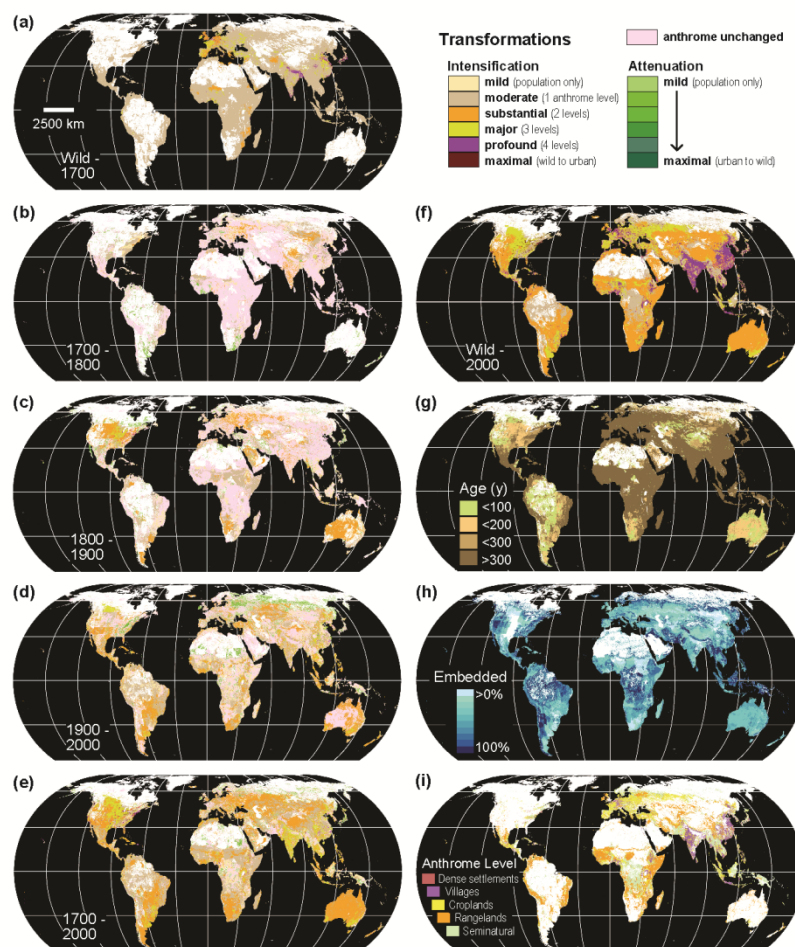 (a)
2500 km
Wild -
1700
Transformations
anthrome unchanged
Intensification
mild (population only)
moderate (1 anthrome level)
substantial (2 levels)
major (3 levels)
profound (4 levels)
maximal (wild to urban)
Attenuation
mild (population only)
maximal (urban to wild)
(b)
1700 -
1800
(f)
Wild -
2000
(c)
1800 -
1900
(g)
Age (y)
<100
<200
<300
>300
(d)
1900 -
2000
(h)
Embedded
>0%
100%
(e)
1700 -
2000
(i)
Anthrome Level
Dense settlements
Villages
Croplands
Rangelands
Seminatural